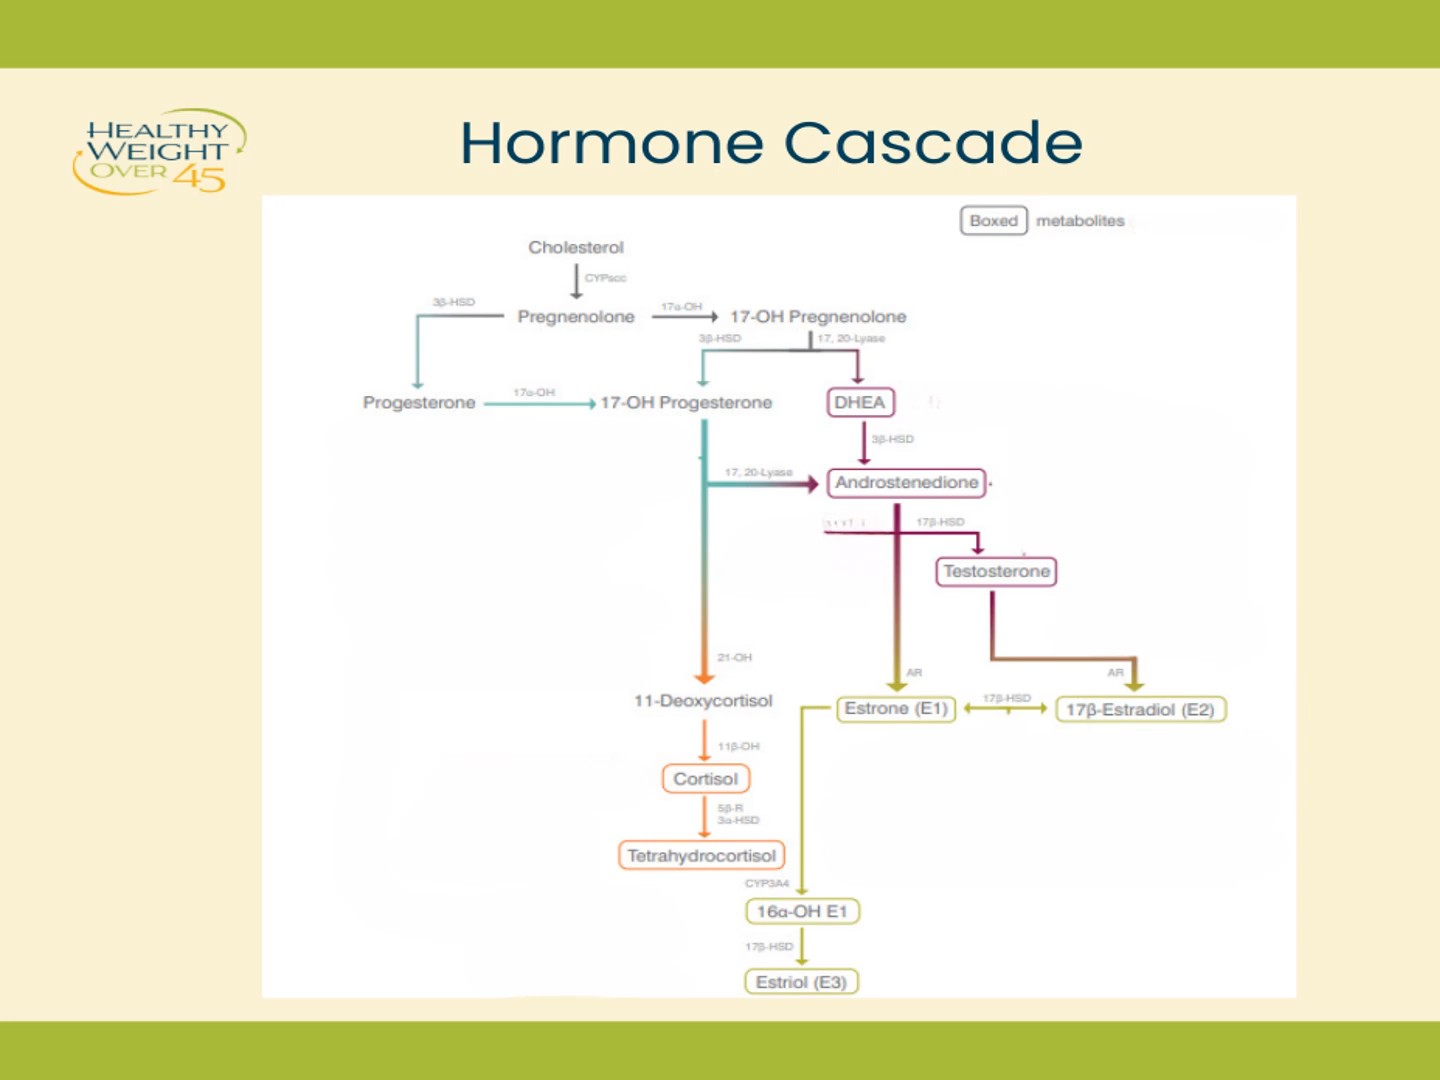 HEALTHY
WEIGHT
OVER 45
Hormone Cascade
Boxed metabolites
Cholesterol
CYPscc
3β-HSD
Pregnenolone
17α-OH
17-OH Pregnenolone
3β-HSD
17, 20-Lyase
Progesterone
17α-OH
17-OH Progesterone
DHEA
3β-HSD
17, 20-Lyase
Androstenedione
17β-HSD
Testosterone
21-OH
AR
AR
11-Deoxycortisol
Estrone (E1)
17β-HSD
17β-Estradiol (E2)
11β-OH
Cortisol
5β-R
3α-HSD
Tetrahydrocortisol
CYP3A4
16α-OH E1
17β-HSD
Estriol (E3)